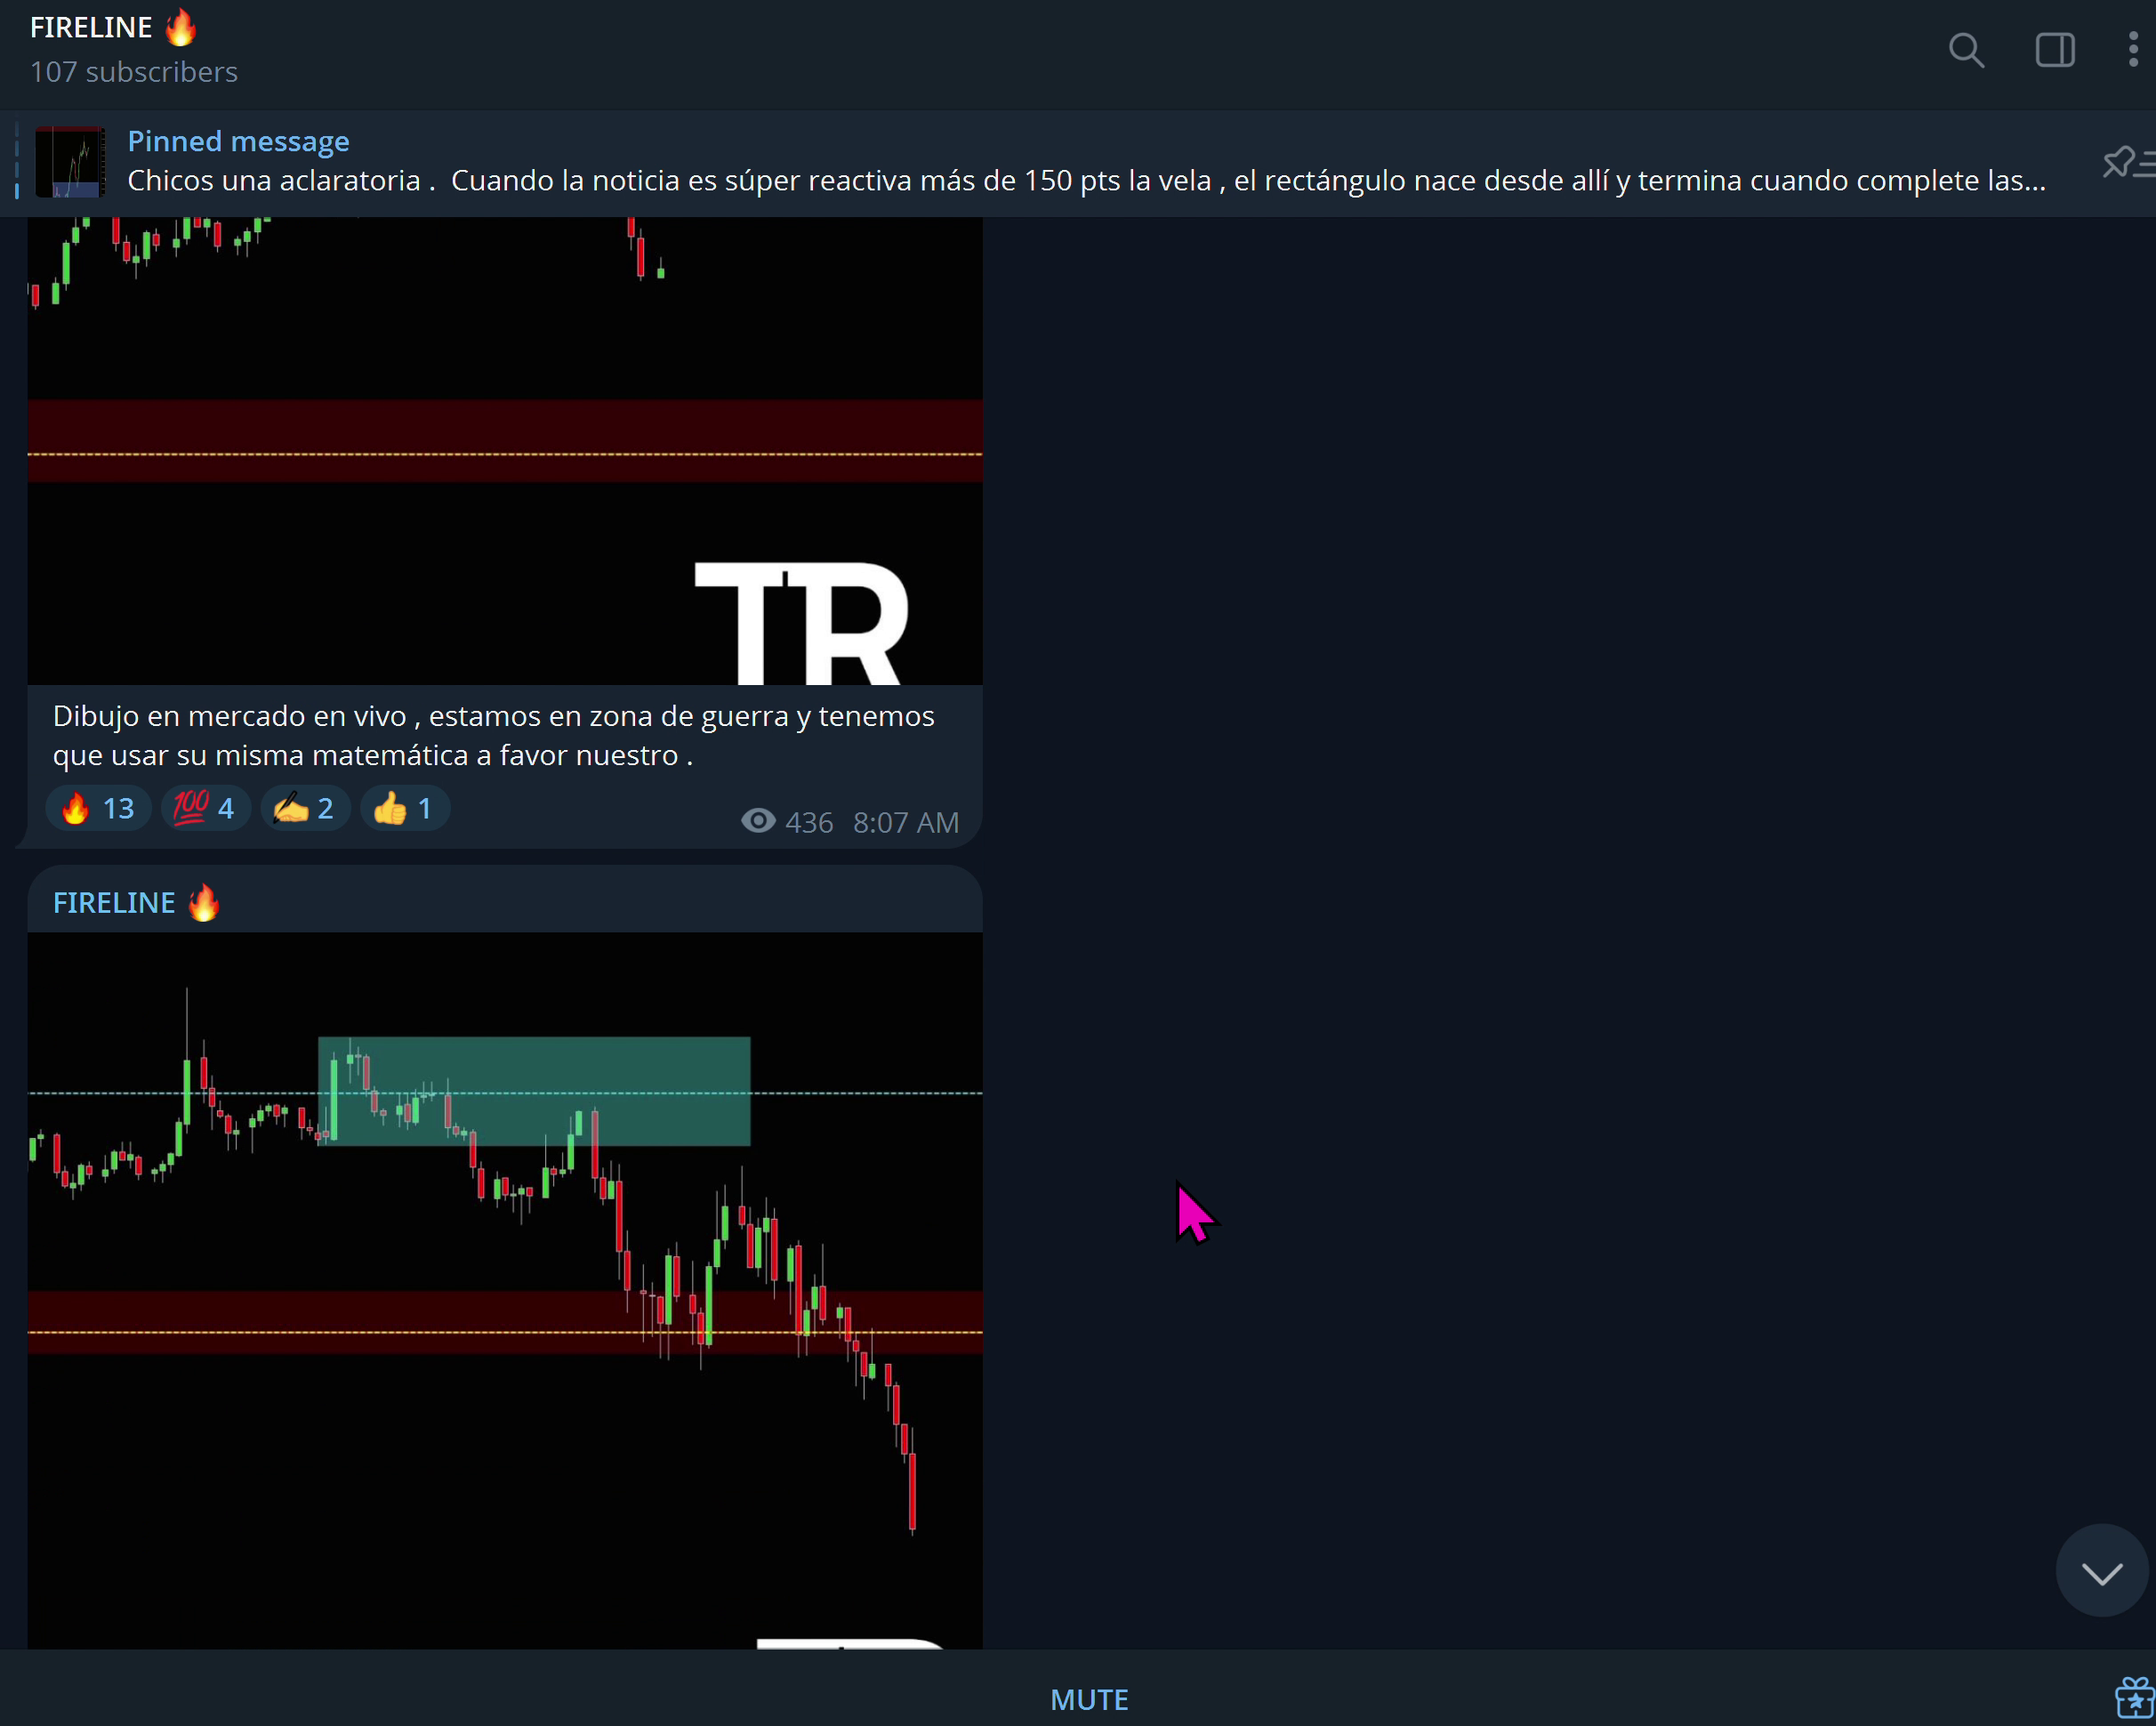 FIRELINE 🔥
107 subscribers
Pinned message
Chicos una aclaratoria .  Cuando la noticia es súper reactiva más de 150 pts la vela , el rectángulo nace desde allí y termina cuando complete las...
TR
Dibujo en mercado en vivo , estamos en zona de guerra y tenemos
que usar su misma matemática a favor nuestro .
🔥 13 💯 4 ✍️ 2 👍 1
436 8:07 AM
FIRELINE 🔥
MUTE